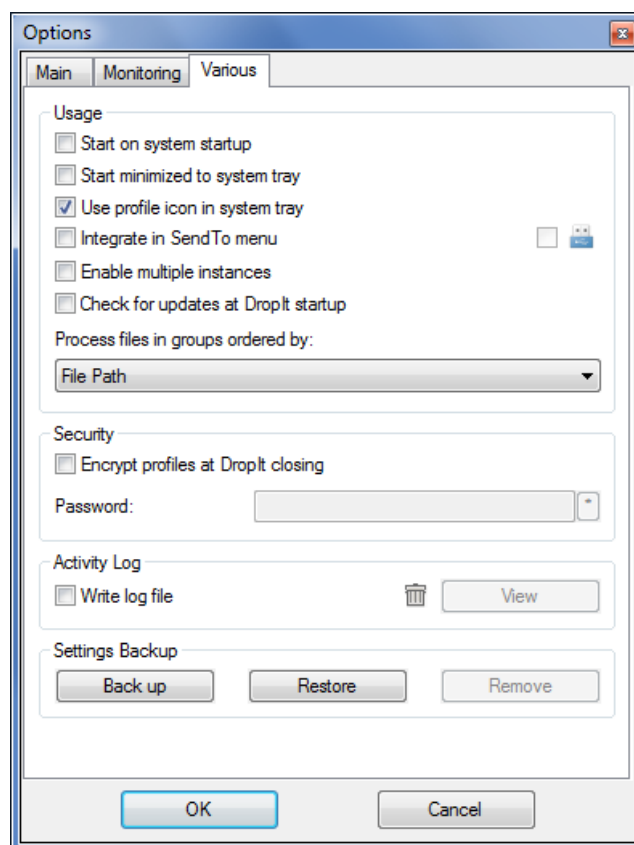 Options
Main Monitoring Various
Usage
Start on system startup
Start minimized to system tray
Use profile icon in system tray
Integrate in SendTo menu
Enable multiple instances
Check for updates at DropIt startup
Process files in groups ordered by:
File Path
Security
Encrypt profiles at DropIt closing
Password: *
Activity Log
Write log file View
Settings Backup
Back up Restore Remove
OK Cancel